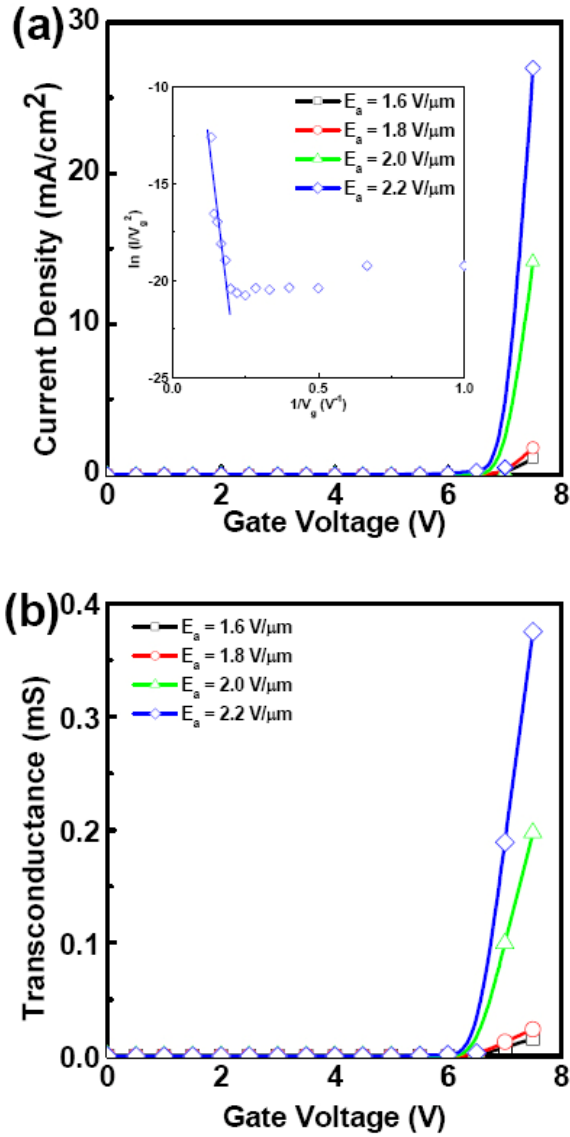 (a)
30
20
10
0
Current Density (mA/cm²)
-10
-15
-20
-25
ln (I/Vg²)
Ea = 1.6 V/μm
Ea = 1.8 V/μm
Ea = 2.0 V/μm
Ea = 2.2 V/μm
0.0 0.5 1.0
1/Vg (V⁻¹)
0 2 4 6 8
Gate Voltage (V)
(b)
0.4
0.3
0.2
0.1
0.0
Transconductance (mS)
Ea = 1.6 V/μm
Ea = 1.8 V/μm
Ea = 2.0 V/μm
Ea = 2.2 V/μm
0 2 4 6 8
Gate Voltage (V)